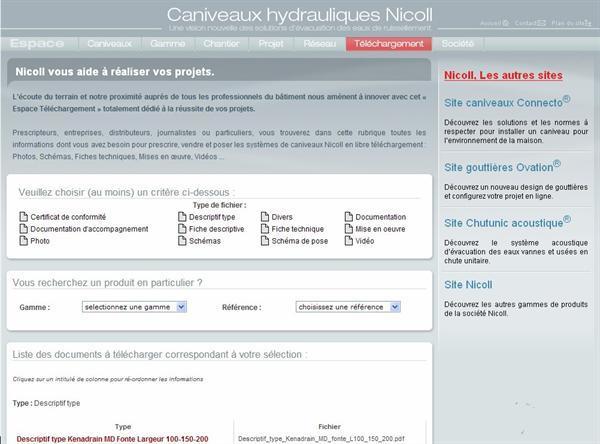 Caniveaux hydrauliques Nicoll
Une vision nouvelle des solutions d'évacuation des eaux de ruissellement.
Accueil Contact Plan du site
Espace Caniveaux Gamme Chantier Projet Réseau Téléchargement Société
Nicoll vous aide à réaliser vos projets.
L'écoute du terrain et notre proximité auprès de tous les professionnels du bâtiment nous amènent à innover avec cet «
Espace Téléchargement » totalement dédié à la réussite de vos projets.
Prescripteurs, entreprises, distributeurs, journalistes ou particuliers, vous trouverez dans cette rubrique toutes les
informations dont vous avez besoin pour prescrire, vendre et poser les systèmes de caniveaux Nicoll en libre téléchargement :
Photos, Schémas, Fiches techniques, Mises en œuvre, Vidéos ...
Veuillez choisir (au moins) un critère ci-dessous :
Type de fichier :
Certificat de conformité Descriptif type Divers Documentation
Documentation d'accompagnement Fiche descriptive Fiche technique Mise en oeuvre
Photo Schémas Schéma de pose Vidéo
Vous recherchez un produit en particulier ?
Gamme : selectionnez une gamme Référence : choisissez une référence
Liste des documents à télécharger correspondant à votre sélection :
Cliquez sur un intitulé de colonne pour ré-ordonner les informations
Type : Descriptif type
Type Fichier
Descriptif type Kenadrain MD Fonte Largeur 100-150-200 Descriptif_type_Kenadrain_MD_fonte_L100_150_200.pdf
Nicoll, Les autres sites
Site caniveaux Connecto®
Découvrez les solutions et les normes à
respecter pour installer un caniveau pour
l'environnement de la maison.
Site gouttières Ovation®
Découvrez un nouveau design de gouttières
et configurez votre projet en ligne.
Site Chutunic acoustique®
Découvrez le système acoustique
d'évacuation des eaux vannes et usées en
chute unitaire.
Site Nicoll
Découvrez les autres gammes de produits
de la société Nicoll.